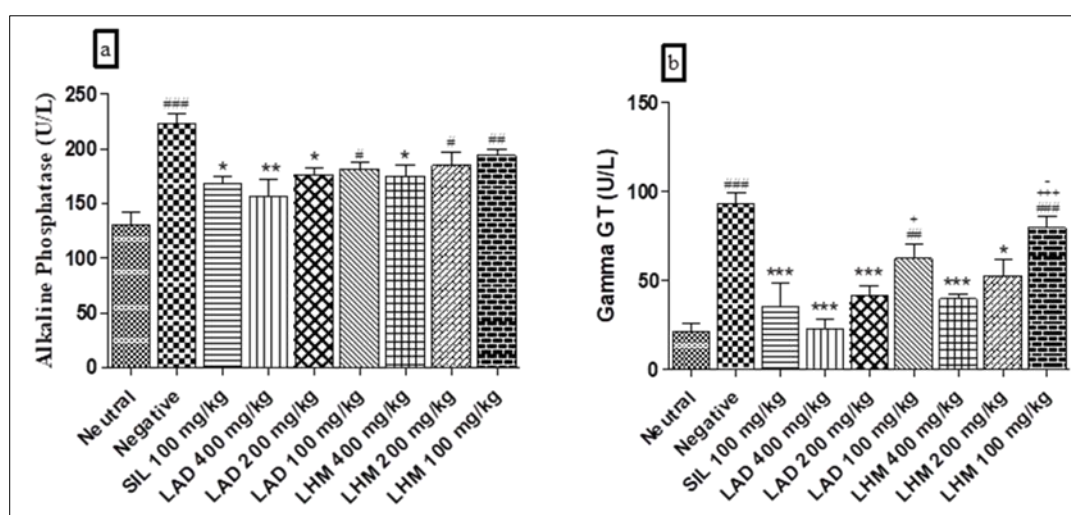 a
Alkaline Phosphatase (U/L)
250
200
150
100
50
0
###
*
**
*
#
*
#
##
Neutral
Negative
SIL 100 mg/kg
LAD 400 mg/kg
LAD 200 mg/kg
LAD 100 mg/kg
LHM 400 mg/kg
LHM 200 mg/kg
LHM 100 mg/kg
b
Gamma GT (U/L)
150
100
50
0
###
***
***
***
+
##
***
*
-
+++
###
Neutral
Negative
SIL 100 mg/kg
LAD 400 mg/kg
LAD 200 mg/kg
LAD 100 mg/kg
LHM 400 mg/kg
LHM 200 mg/kg
LHM 100 mg/kg